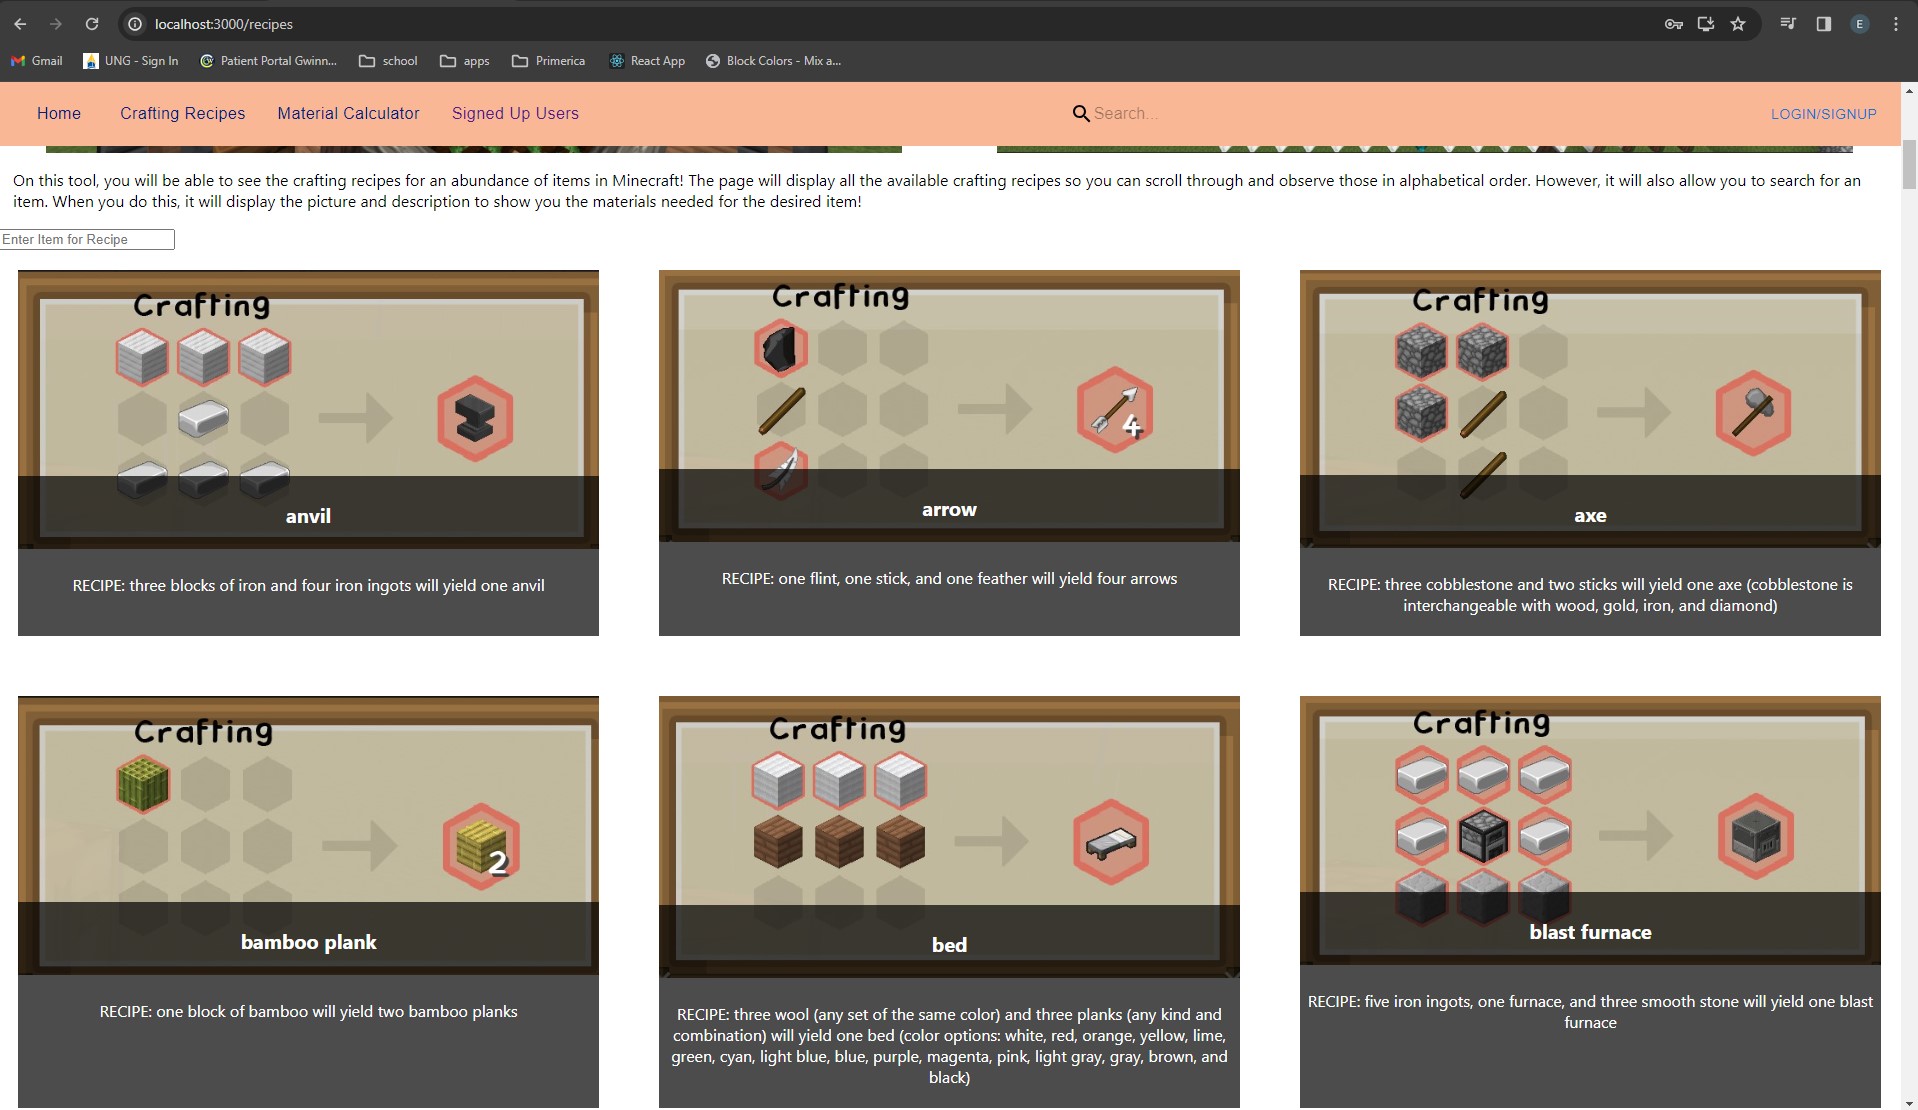 localhost:3000/recipes
E
Gmail
UNG - Sign In
Patient Portal Gwinn...
school
apps
Primerica
React App
Block Colors - Mix a...
Home
Crafting Recipes
Material Calculator
Signed Up Users
Search...
LOGIN/SIGNUP
On this tool, you will be able to see the crafting recipes for an abundance of items in Minecraft! The page will display all the available crafting recipes so you can scroll through and observe those in alphabetical order. However, it will also allow you to search for an
item. When you do this, it will display the picture and description to show you the materials needed for the desired item!
Enter Item for Recipe
Crafting
anvil
RECIPE: three blocks of iron and four iron ingots will yield one anvil
Crafting
4
arrow
RECIPE: one flint, one stick, and one feather will yield four arrows
Crafting
axe
RECIPE: three cobblestone and two sticks will yield one axe (cobblestone is
interchangeable with wood, gold, iron, and diamond)
Crafting
2
bamboo plank
RECIPE: one block of bamboo will yield two bamboo planks
Crafting
bed
RECIPE: three wool (any set of the same color) and three planks (any kind and
combination) will yield one bed (color options: white, red, orange, yellow, lime,
green, cyan, light blue, blue, purple, magenta, pink, light gray, gray, brown, and
black)
Crafting
blast furnace
RECIPE: five iron ingots, one furnace, and three smooth stone will yield one blast
furnace